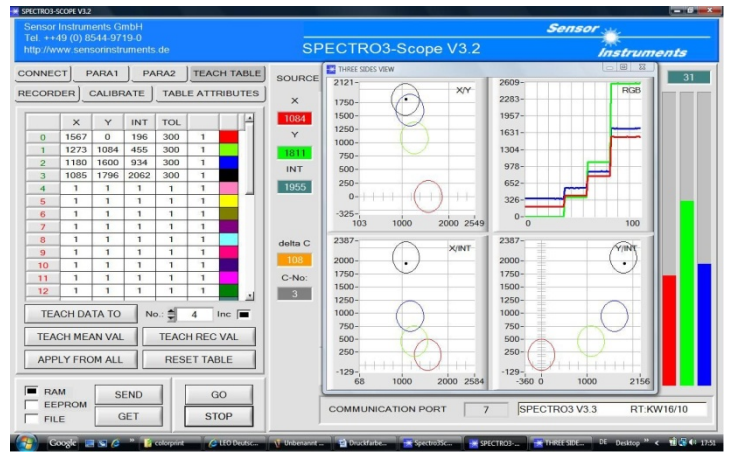 SPECTRO3-Scope V3.2
Sensor Instruments GmbH
Tel. ++49 (0) 8544-9719-0
http://www sensorinstruments.de
SPECTRO3-Scope V3.2
Sensor
Instruments
CONNECT PARA1 PARA2 TEACH TABLE
RECORDER CALIBRATE TABLE ATTRIBUTES
X Y INT TOL
0 1567 0 196 300 1
1 1273 1084 455 300 1
2 1180 1600 934 300 1
3 1085 1796 2062 300 1
4 1 1 1 1 1
5 1 1 1 1 1
6 1 1 1 1 1
7 1 1 1 1 1
8 1 1 1 1 1
9 1 1 1 1 1
10 1 1 1 1 1
11 1 1 1 1 1
12 1 1 1 1 1
TEACH DATA TO No.: 4 Inc
TEACH MEAN VAL TEACH REC VAL
APPLY FROM ALL RESET TABLE
RAM
EEPROM
FILE
SEND GO
GET STOP
SOURCE
X
1084
Y
1811
INT
1955
delta C
108
C-No:
3
THREE SIDES VIEW
X/Y
2121-
1750-
1500-
1250-
1000-
750-
500-
250-
0-
-325-
103 1000 2000 2549
RGB
2609-
2283-
1957-
1631-
1304-
978-
652-
326-
0-
0 100
X/INT
2387-
2000-
1750-
1500-
1250-
1000-
750-
500-
250-
-129-
68 1000 2000 2584
Y/INT
2387-
2000-
1750-
1500-
1250-
1000-
750-
500-
250-
-129-
-360 0 1000 2156
31
COMMUNICATION PORT 7 SPECTRO3 V3.3 RT:KW16/10
Google colorprint LEO Deutsc... Unbenannt ... Druckfarbe... Spectro3Sc... SPECTRO3-... THREE SIDE... DE Desktop 17:51